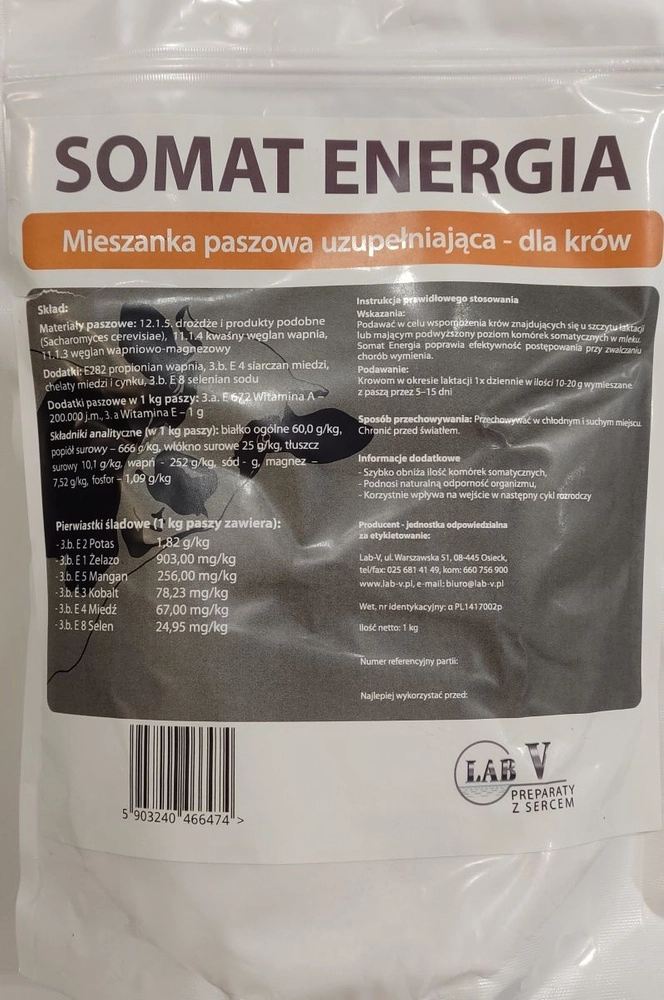 SOMAT ENERGIA
Mieszanka paszowa uzupełniająca - dla krów
Skład:
Materiały paszowe: 12.1.5. drożdże i produkty podobne
(Sacharomyces cerevisiae), 11.1.4 kwaśny węglan wapnia,
11.1.3 węglan wapniowo-magnezowy
Dodatki: E282 propionian wapnia, 3.b. E 4 siarczan miedzi,
chelaty miedzi i cynku, 3.b. E 8 selenian sodu
Dodatki paszowe w 1 kg paszy: 3.a. E 672 Witamina A –
200.000 j.m., 3. a Witamina E – 1 g
Składniki analityczne (w 1 kg paszy): białko ogólne 60,0 g/kg,
popiół surowy – 666 g/kg, włókno surowe 25 g/kg, tłuszcz
surowy 10,1 g/kg, wapń - 252 g/kg, sód - g, magnez –
7,52 g/kg, fosfor – 1,09 g/kg
Pierwiastki śladowe (1 kg paszy zawiera):
- 3.b. E 2 Potas 1,82 g/kg
- 3.b. E 1 Żelazo 903,00 mg/kg
- 3.b. E 5 Mangan 256,00 mg/kg
- 3.b. E 3 Kobalt 78,23 mg/kg
- 3.b. E 4 Miedź 67,00 mg/kg
- 3.b. E 8 Selen 24,95 mg/kg
Instrukcja prawidłowego stosowania
Wskazania:
Podawać w celu wspomożenia krów znajdujących się u szczytu laktacji
lub mającym podwyższony poziom komórek somatycznych w mleku.
Somat Energia poprawia efektywność postępowania przy zwalczaniu
chorób wymienia.
Podawanie:
Krowom w okresie laktacji 1x dziennie w ilości 10-20 g wymieszane
z paszą przez 5–15 dni
Sposób przechowywania: Przechowywać w chłodnym i suchym miejscu.
Chronić przed światłem.
Informacje dodatkowe
- Szybko obniża ilość komórek somatycznych,
- Podnosi naturalną odporność organizmu,
- Korzystnie wpływa na wejście w następny cykl rozrodczy
Producent - jednostka odpowiedzialna
za etykietowanie:
Lab-V, ul. Warszawska 51, 08-445 Osieck,
tel/fax: 025 681 41 49, kom: 660 756 900
www.lab-v.pl, e-mail: biuro@lab-v.pl
Wet. nr identykacyjny: α PL1417002p
Ilość netto: 1 kg
Numer referencyjny partii:
Najlepiej wykorzystać przed:
5 903240 466474 >
LAB V
PREPARATY
Z SERCEM